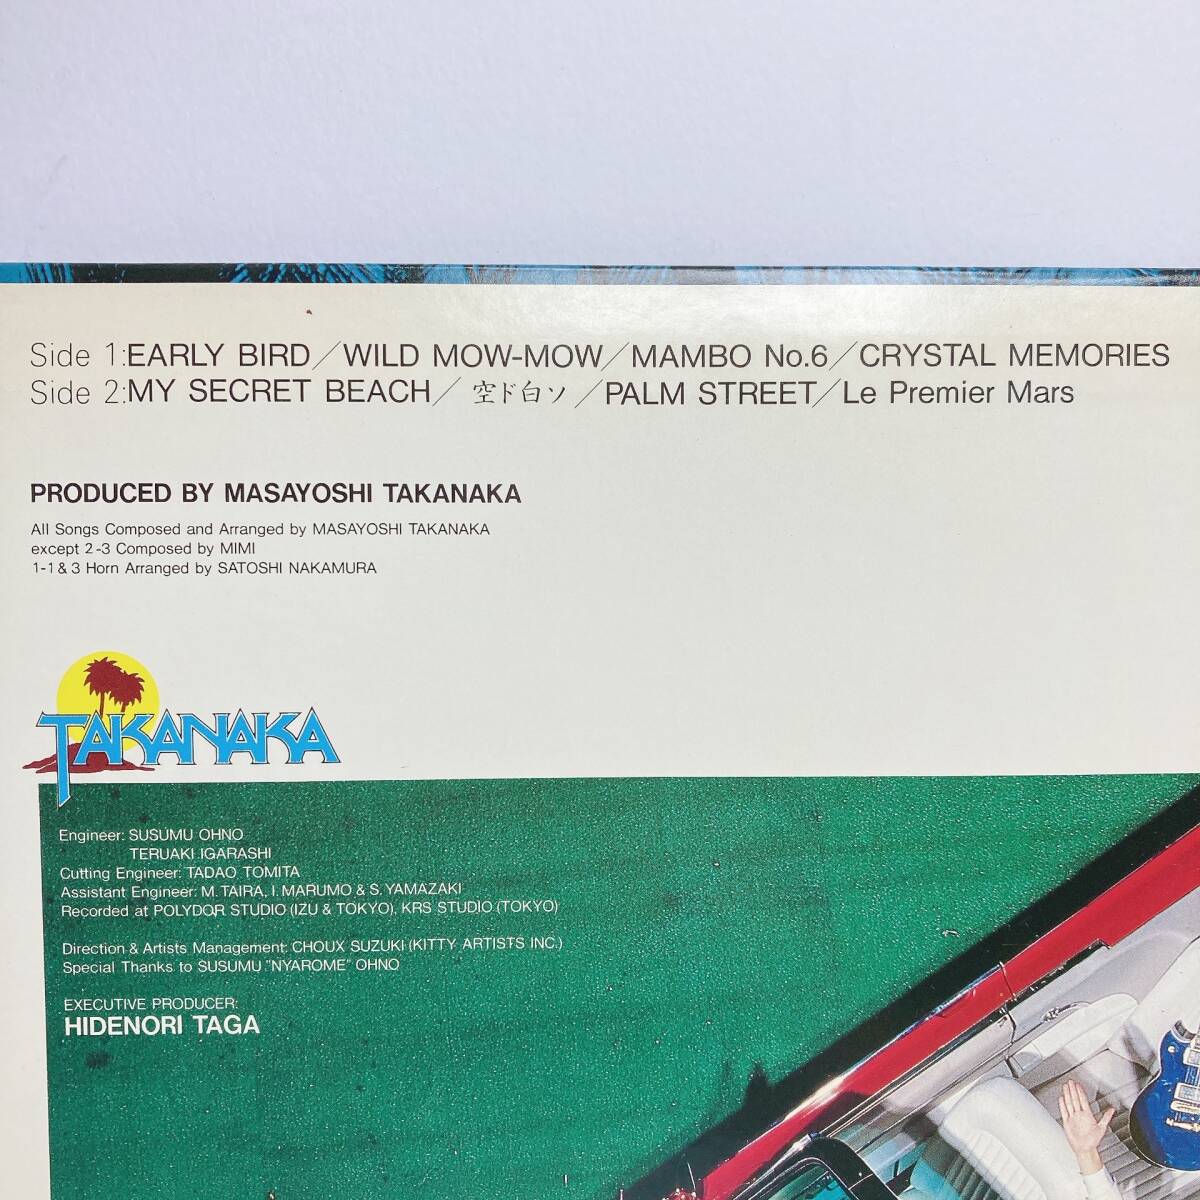 Side 1:EARLY BIRD/WILD MOW-MOW/MAMBO No.6/CRYSTAL MEMORIES
Side 2:MY SECRET BEACH/空ド白ソ/PALM STREET/Le Premier Mars
PRODUCED BY MASAYOSHI TAKANAKA
All Songs Composed and Arranged by MASAYOSHI TAKANAKA
except 2-3 Composed by MIMI
1-1 & 3 Horn Arranged by SATOSHI NAKAMURA
TAKANAKA
Engineer: SUSUMU OHNO
TERUAKI IGARASHI
Cutting Engineer: TADAO TOMITA
Assistant Engineer: M. TAIRA, I. MARUMO & S. YAMAZAKI
Recorded at POLYDOR STUDIO (IZU & TOKYO), KRS STUDIO (TOKYO)
Direction & Artists Management: CHOUX SUZUKI (KITTY ARTISTS INC.)
Special Thanks to SUSUMU "NYAROME" OHNO
EXECUTIVE PRODUCER:
HIDENORI TAGA